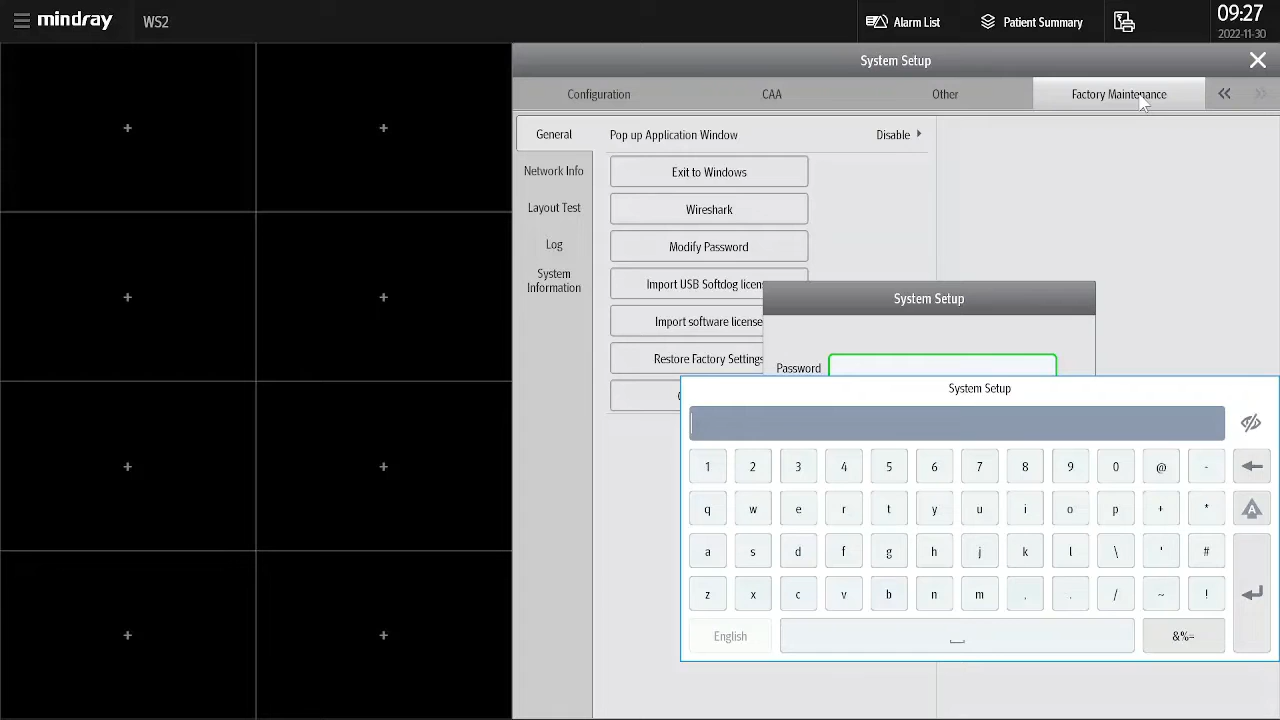 mindray
WS2
Alarm List
Patient Summary
09:27
2022-11-30
System Setup
Configuration
CAA
Other
Factory Maintenance
General
Network Info
Layout Test
Log
System
Information
Pop up Application Window
Disable
Exit to Windows
Wireshark
Modify Password
Import USB Softdog licen
Import software license
Restore Factory Settings
System Setup
Password
System Setup
1 2 3 4 5 6 7 8 9 0 @ -
q w e r t y u i o p + *
A
a s d f g h j k l \ ' #
z x c v b n m . . / ~ !
English
&%=